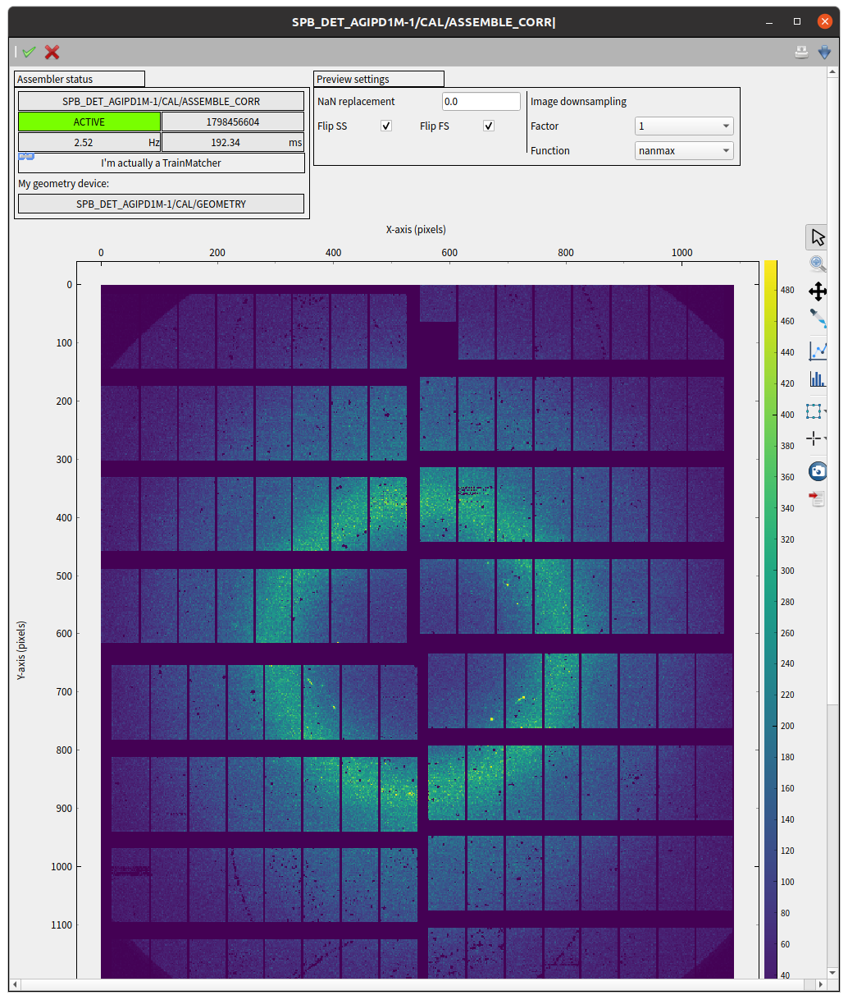 SPB_DET_AGIPD1M-1/CAL/ASSEMBLE_CORR|
Assembler status
SPB_DET_AGIPD1M-1/CAL/ASSEMBLE_CORR
ACTIVE 1798456604
2.52 Hz 192.34 ms
I'm actually a TrainMatcher
My geometry device:
SPB_DET_AGIPD1M-1/CAL/GEOMETRY
Preview settings
NaN replacement 0.0
Flip SS Flip FS
Image downsampling
Factor 1
Function nanmax
X-axis (pixels)
0 200 400 600 800 1000
Y-axis (pixels)
0
100
200
300
400
500
600
700
800
900
1000
1100
480
460
440
420
400
380
360
340
320
300
280
260
240
220
200
180
160
140
120
100
80
60
40